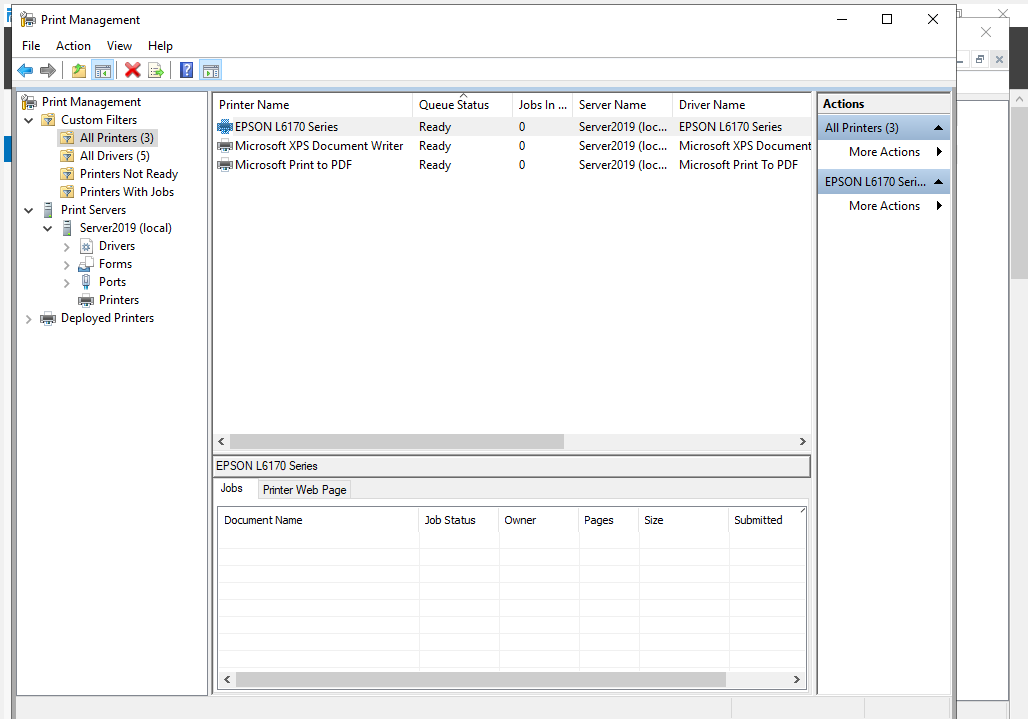 Print Management
File Action View Help
Print Management
Custom Filters
All Printers (3)
All Drivers (5)
Printers Not Ready
Printers With Jobs
Print Servers
Server2019 (local)
Drivers
Forms
Ports
Printers
Deployed Printers
Printer Name Queue Status Jobs In ... Server Name Driver Name
EPSON L6170 Series Ready 0 Server2019 (loc... EPSON L6170 Series
Microsoft XPS Document Writer Ready 0 Server2019 (loc... Microsoft XPS Document
Microsoft Print to PDF Ready 0 Server2019 (loc... Microsoft Print To PDF
EPSON L6170 Series
Jobs Printer Web Page
Document Name Job Status Owner Pages Size Submitted
Actions
All Printers (3)
More Actions
EPSON L6170 Seri...
More Actions